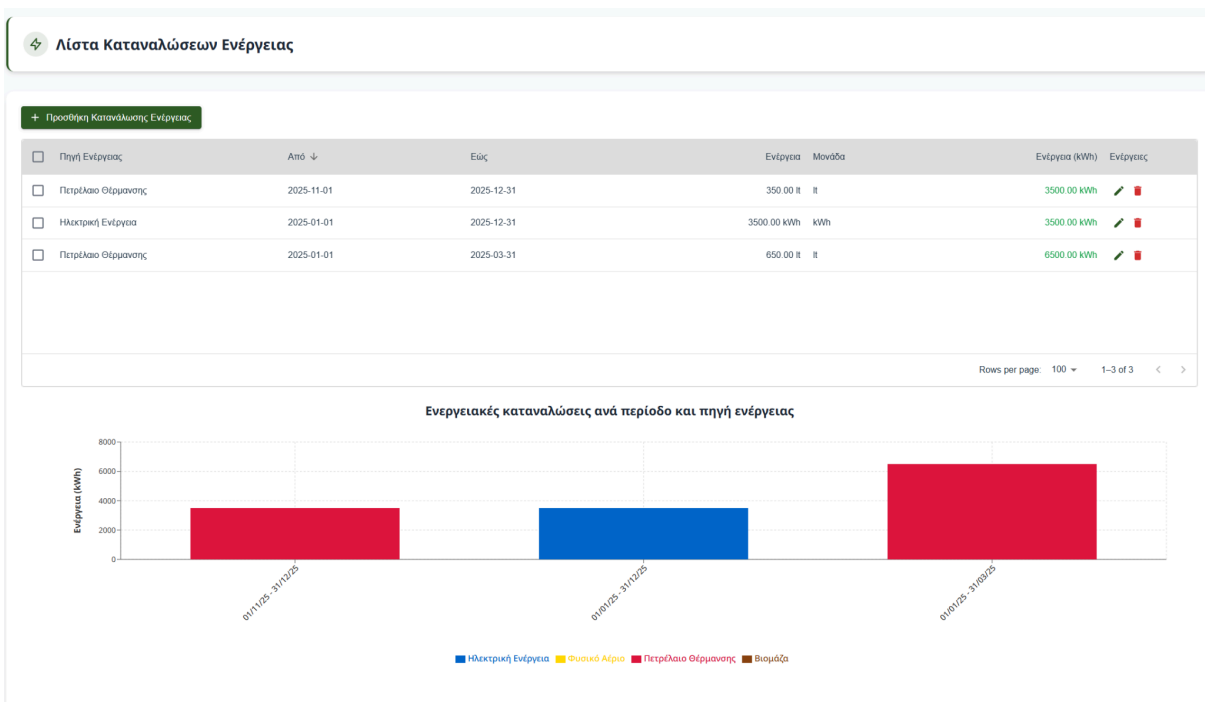 Λίστα Καταναλώσεων Ενέργειας
+ Προσθήκη Κατανάλωσης Ενέργειας
Πηγή Ενέργειας Από ↓ Εώς Ενέργεια Μονάδα Ενέργεια (kWh) Ενέργειες
Πετρέλαιο Θέρμανσης 2025-11-01 2025-12-31 350.00 lt lt 3500.00 kWh
Ηλεκτρική Ενέργεια 2025-01-01 2025-12-31 3500.00 kWh kWh 3500.00 kWh
Πετρέλαιο Θέρμανσης 2025-01-01 2025-03-31 650.00 lt lt 6500.00 kWh
Rows per page: 100 1–3 of 3
Ενεργειακές καταναλώσεις ανά περίοδο και πηγή ενέργειας
Ενέργεια (kWh)
8000
6000
4000
2000
0
01/11/25 - 31/12/25
01/01/25 - 31/12/25
01/01/25 - 31/03/25
Ηλεκτρική Ενέργεια Φυσικό Αέριο Πετρέλαιο Θέρμανσης Βιομάζα